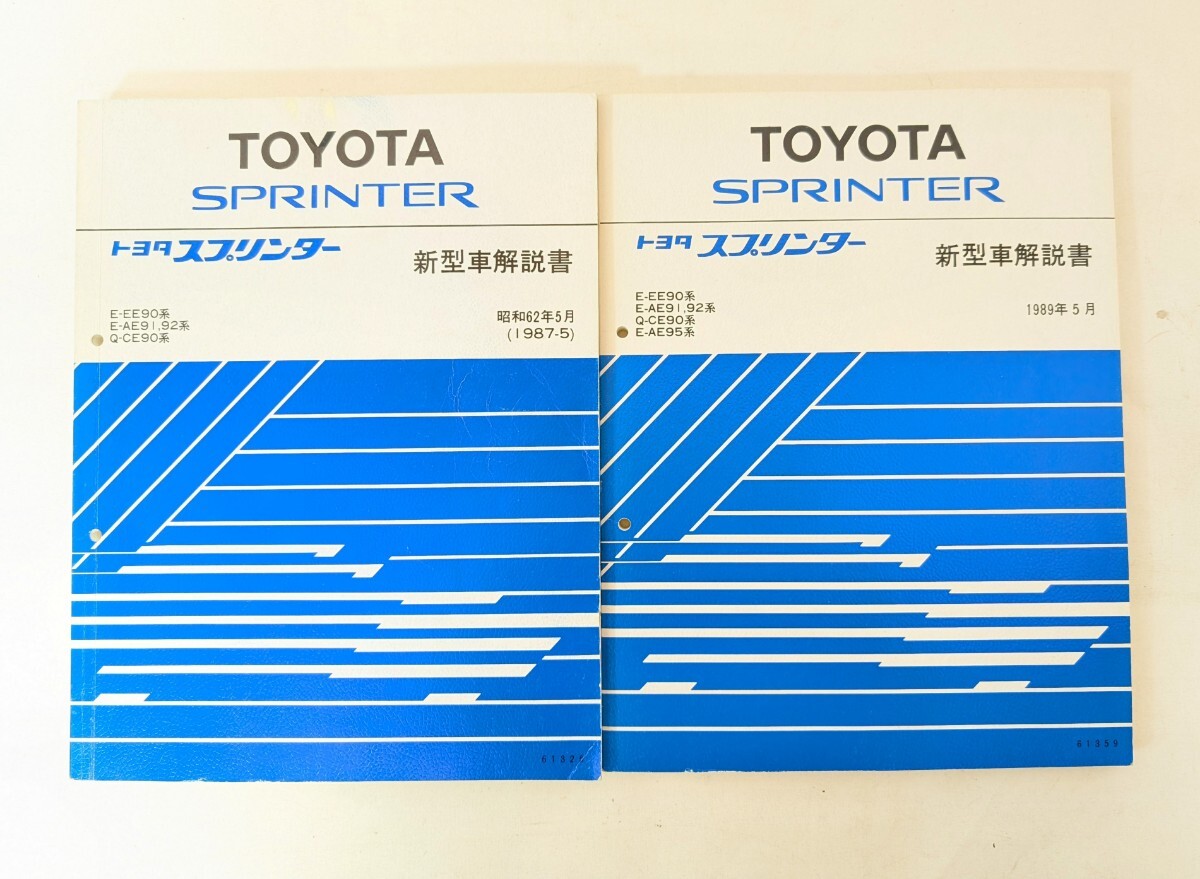 TOYOTA
SPRINTER
トヨタ スプリンター
新型車解説書
E-EE90系
E-AE91,92系
Q-CE90系
昭和62年5月
(1987-5)
TOYOTA
SPRINTER
トヨタ スプリンター
新型車解説書
E-EE90系
E-AE91,92系
Q-CE90系
E-AE95系
1989年5月
61359